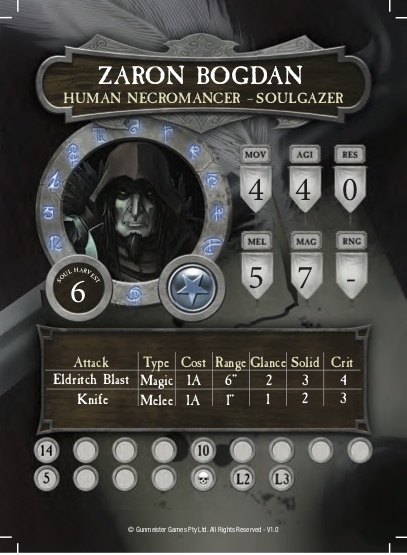 ZARON BOGDAN
HUMAN NECROMANCER - SOULGAZER
MOV AGI RES
4 4 0
MEL MAG RNG
5 7 -
SOUL HARVEST
6
Attack Type Cost Range Glance Solid Crit
Eldritch Blast Magic 1A 6" 2 3 4
Knife Melee 1A 1" 1 2 3
14 10
5 L2 L3
© Gunmeister Games Pty Ltd. All Rights Reserved - V1.0